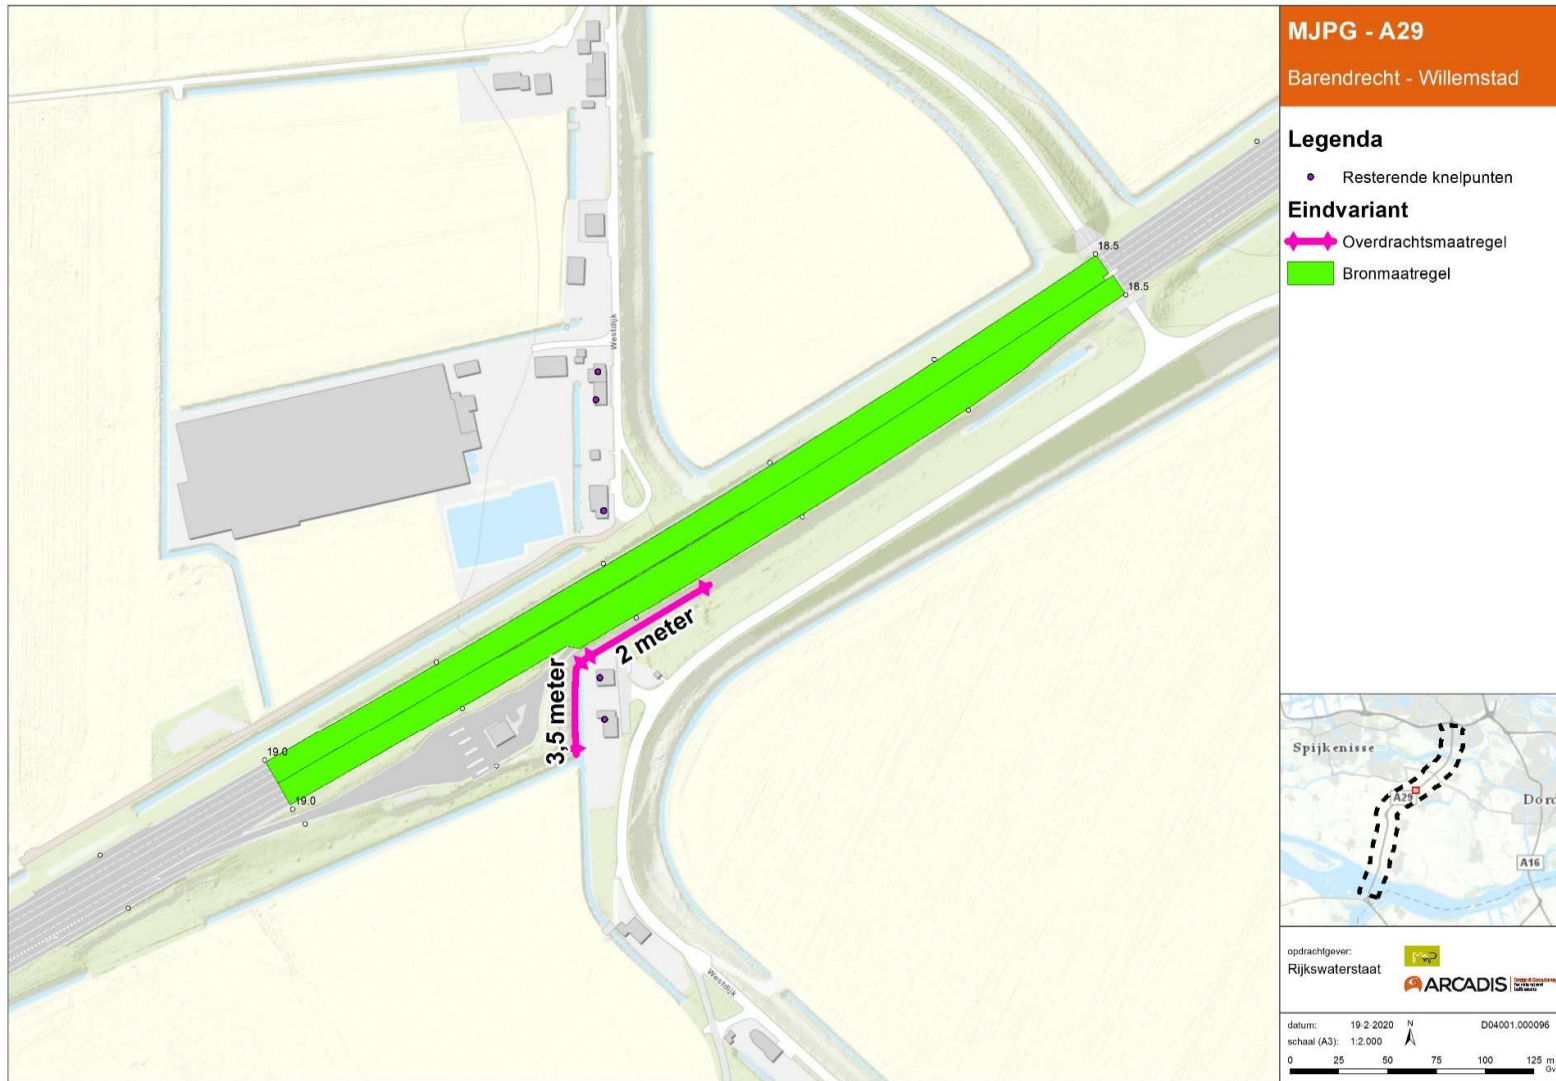 MJPG - A29
Barendrecht - Willemstad
Legenda
Resterende knelpunten
Eindvariant
Overdrachtsmaatregel
Bronmaatregel
18.5
18.5
Westdijk
2 meter
3,5 meter
19.0
19.0
Westdijk
Spijkenisse
A29
Dord
A16
opdrachtgever:
Rijkswaterstaat
ARCADIS
datum: 19-2-2020 N D04001.000096
schaal (A3): 1:2.000
0 25 50 75 100 125 m